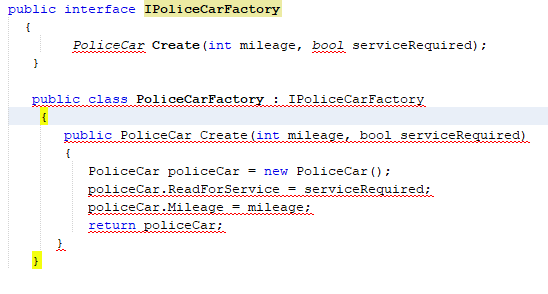 public interface IPoliceCarFactory
{
PoliceCar Create(int mileage, bool serviceRequired);
}
public class PoliceCarFactory : IPoliceCarFactory
{
public PoliceCar Create(int mileage, bool serviceRequired)
{
PoliceCar policeCar = new PoliceCar();
policeCar.ReadForService = serviceRequired;
policeCar.Mileage = mileage;
return policeCar;
}
}